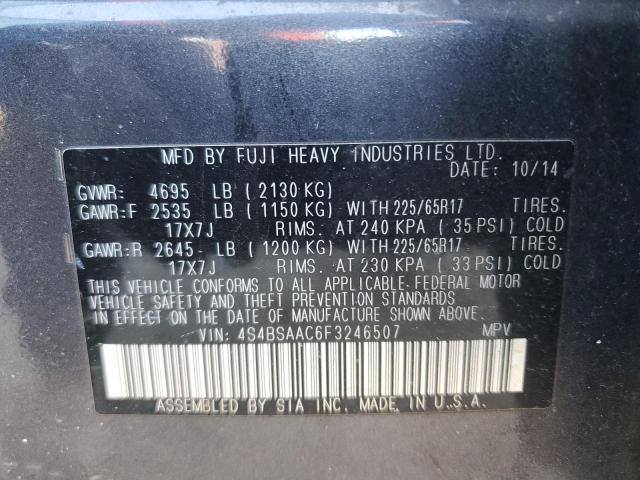 MFD BY FUJI HEAVY INDUSTRIES LTD.
DATE: 10/14
GVWR: 4695 LB ( 2130 KG)
GAWR:F 2535 LB ( 1150 KG) WITH 225/65R17 TIRES.
17X7J RIMS. AT 240 KPA ( 35 PSI) COLD
GAWR:R 2645 LB ( 1200 KG) WITH 225/65R17 TIRES.
17X7J RIMS. AT 230 KPA ( 33 PSI) COLD
THIS VEHICLE CONFORMS TO ALL APPLICABLE FEDERAL MOTOR
VEHICLE SAFETY AND THEFT PREVENTION STANDARDS
IN EFFECT ON THE DATE OF MANUFACTURE SHOWN ABOVE.
VIN: 4S4BSAAC6F3246507 MPV
ASSEMBLED BY SIA INC. MADE IN U.S.A.